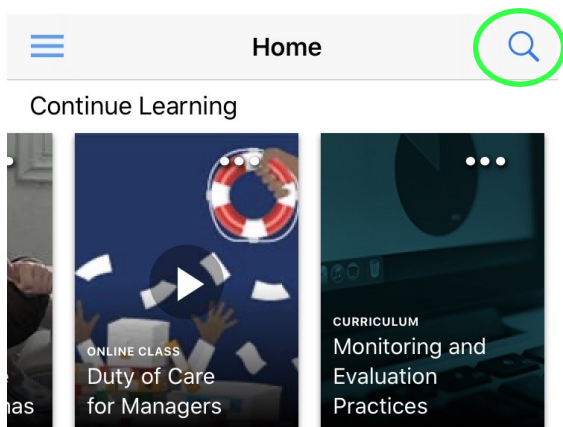 Home
Continue Learning
ONLINE CLASS
Duty of Care
for Managers
CURRICULUM
Monitoring and
Evaluation
Practices